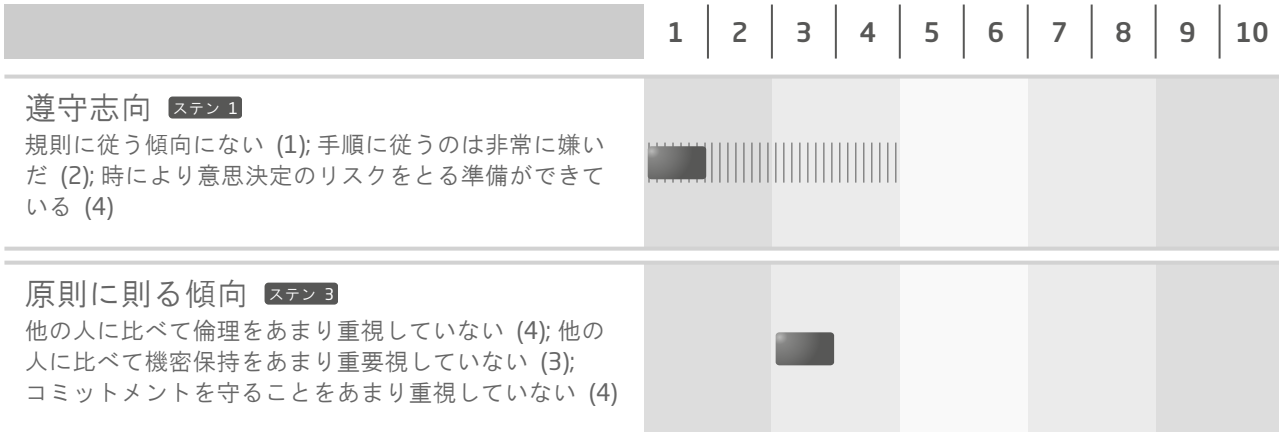 1 2 3 4 5 6 7 8 9 10
遵守志向 ステン 1
規則に従う傾向にない (1); 手順に従うのは非常に嫌い
だ (2); 時により意思決定のリスクをとる準備ができて
いる (4)
原則に則る傾向 ステン 3
他の人に比べて倫理をあまり重視していない (4); 他の
人に比べて機密保持をあまり重要視していない (3);
コミットメントを守ることをあまり重視していない (4)